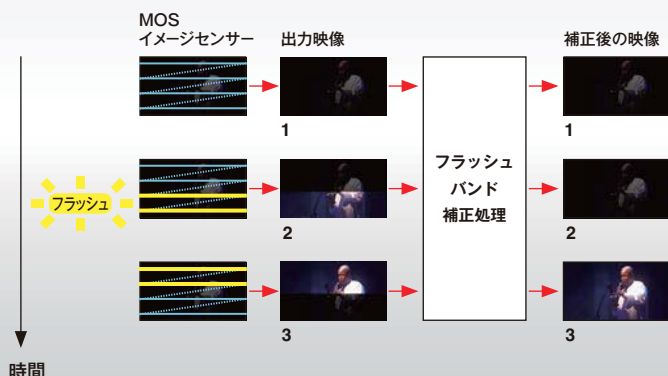 MOS
イメージセンサー
出力映像
補正後の映像
1
1
フラッシュ
フラッシュ
バンド
補正処理
2
2
3
3
時間